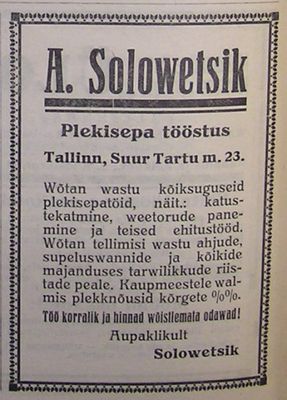 A. Solowetsik
Plekisepa tööstus
Tallinn, Suur Tartu m. 23.
Wõtan wastu kõiksuguseid
plekisepatöid, näit.: katus-
tekatmine, weetorude pane-
mine ja teised ehitustööd.
Wõtan tellimisi wastu ahjude,
supeluswannide ja kõikide
majanduses tarwilikkude riis-
tade peale. Kaupmeestele wal-
mis plekknõusid kõrgete %%.
Töö korralik ja hinnad wõistlemata odawad!
Aupaklikult
Solowetsik